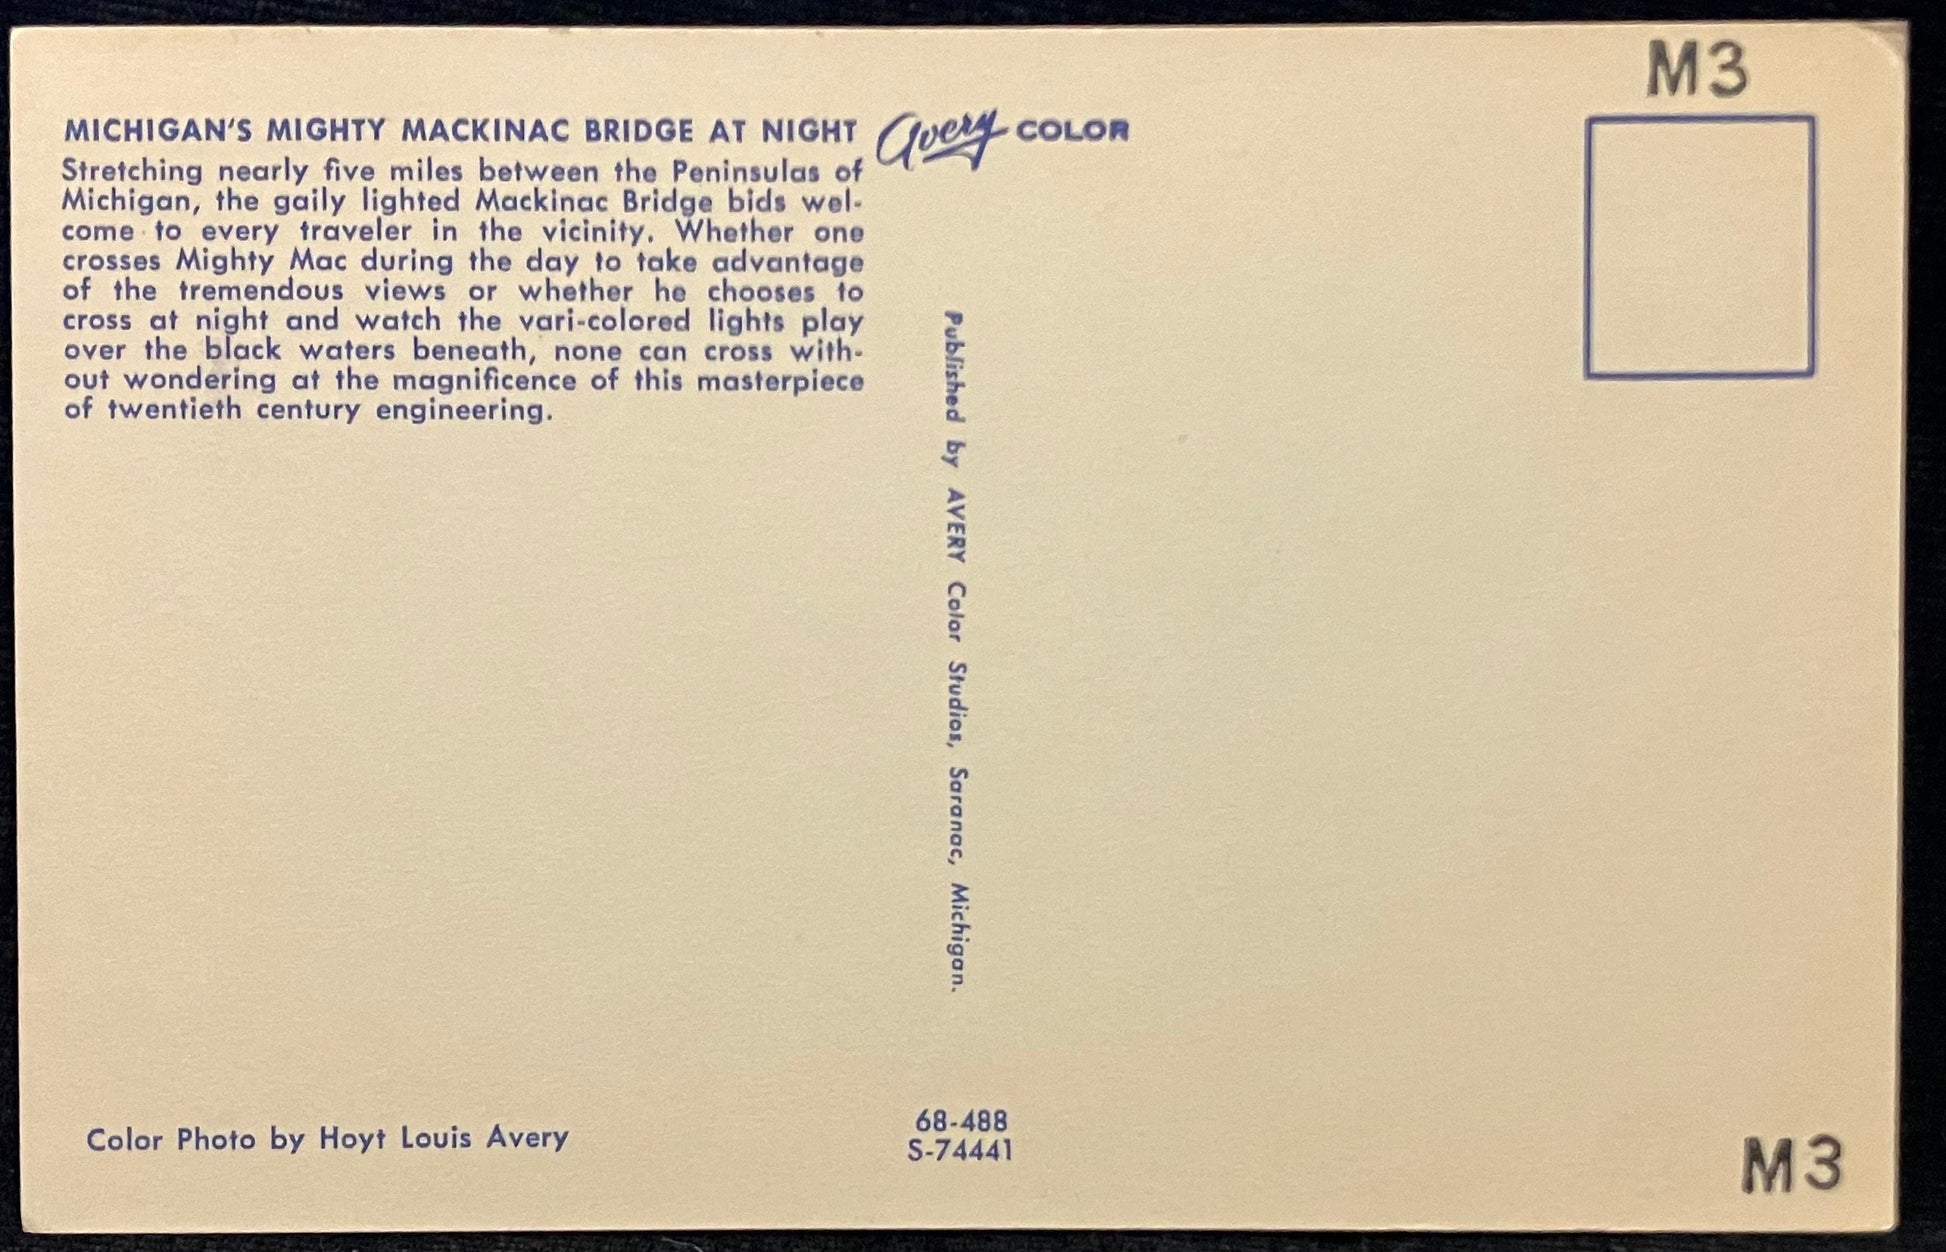 M3
MICHIGAN'S MIGHTY MACKINAC BRIDGE AT NIGHT
Avery COLOR
Stretching nearly five miles between the Peninsulas of
Michigan, the gaily lighted Mackinac Bridge bids wel-
come to every traveler in the vicinity. Whether one
crosses Mighty Mac during the day to take advantage
of the tremendous views or whether he chooses to
cross at night and watch the vari-colored lights play
over the black waters beneath, none can cross with-
out wondering at the magnificence of this masterpiece
of twentieth century engineering.
Published by AVERY Color Studios, Saranac, Michigan.
Color Photo by Hoyt Louis Avery
68-488
S-74441
M3